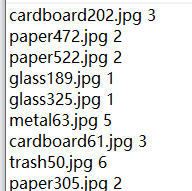 cardboard202.jpg 3
paper472.jpg 2
paper522.jpg 2
glass189.jpg 1
glass325.jpg 1
metal63.jpg 5
cardboard61.jpg 3
trash50.jpg 6
paper305.jpg 2